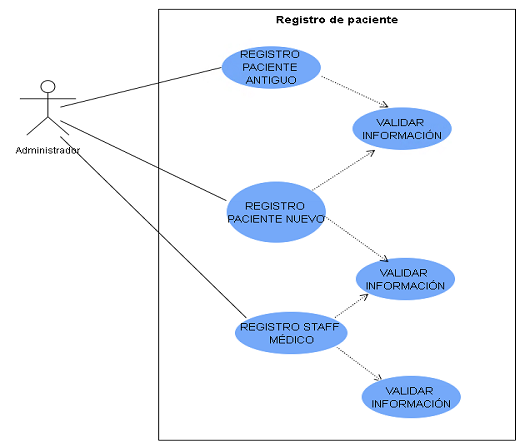 Registro de paciente
REGISTRO
PACIENTE
ANTIGUO
VALIDAR
INFORMACIÓN
Administrador
REGISTRO
PACIENTE NUEVO
VALIDAR
INFORMACIÓN
REGISTRO STAFF
MÉDICO
VALIDAR
INFORMACIÓN